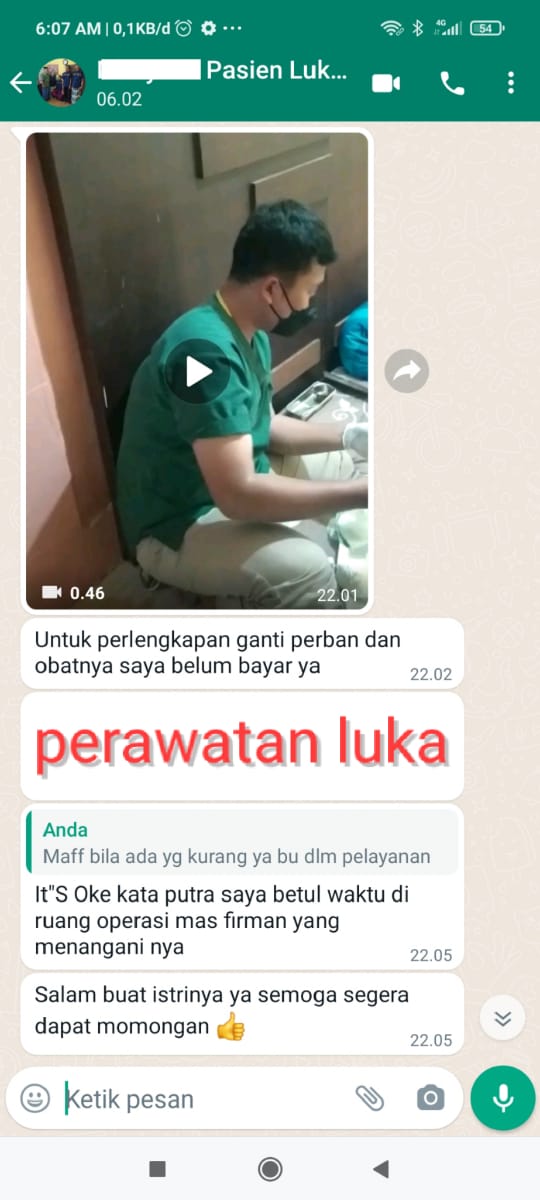 6:07 AM | 0,1KB/d
4G
54
Pasien Luk...
06.02
0.46
22.01
Untuk perlengkapan ganti perban dan
obatnya saya belum bayar ya
22.02
perawatan luka
Anda
Maff bila ada yg kurang ya bu dlm pelayanan
It"S Oke kata putra saya betul waktu di
ruang operasi mas firman yang
menangani nya
22.05
Salam buat istrinya ya semoga segera
dapat momongan 👍
22.05
Ketik pesan